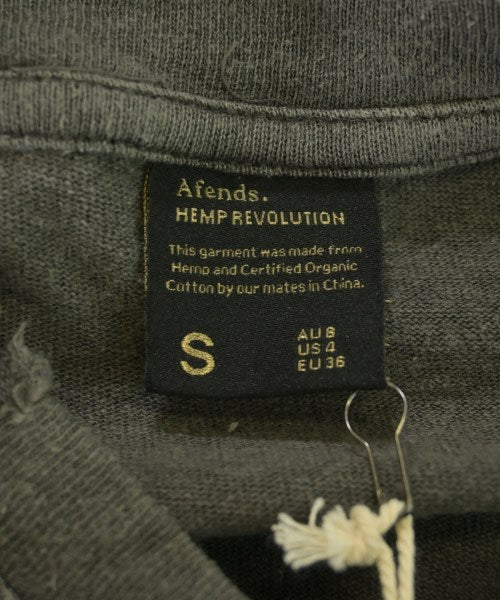 Afends.
HEMP REVOLUTION
This garment was made from
Hemp and Certified Organic
Cotton by our mates in China.
S
AU 8
US 4
EU 36